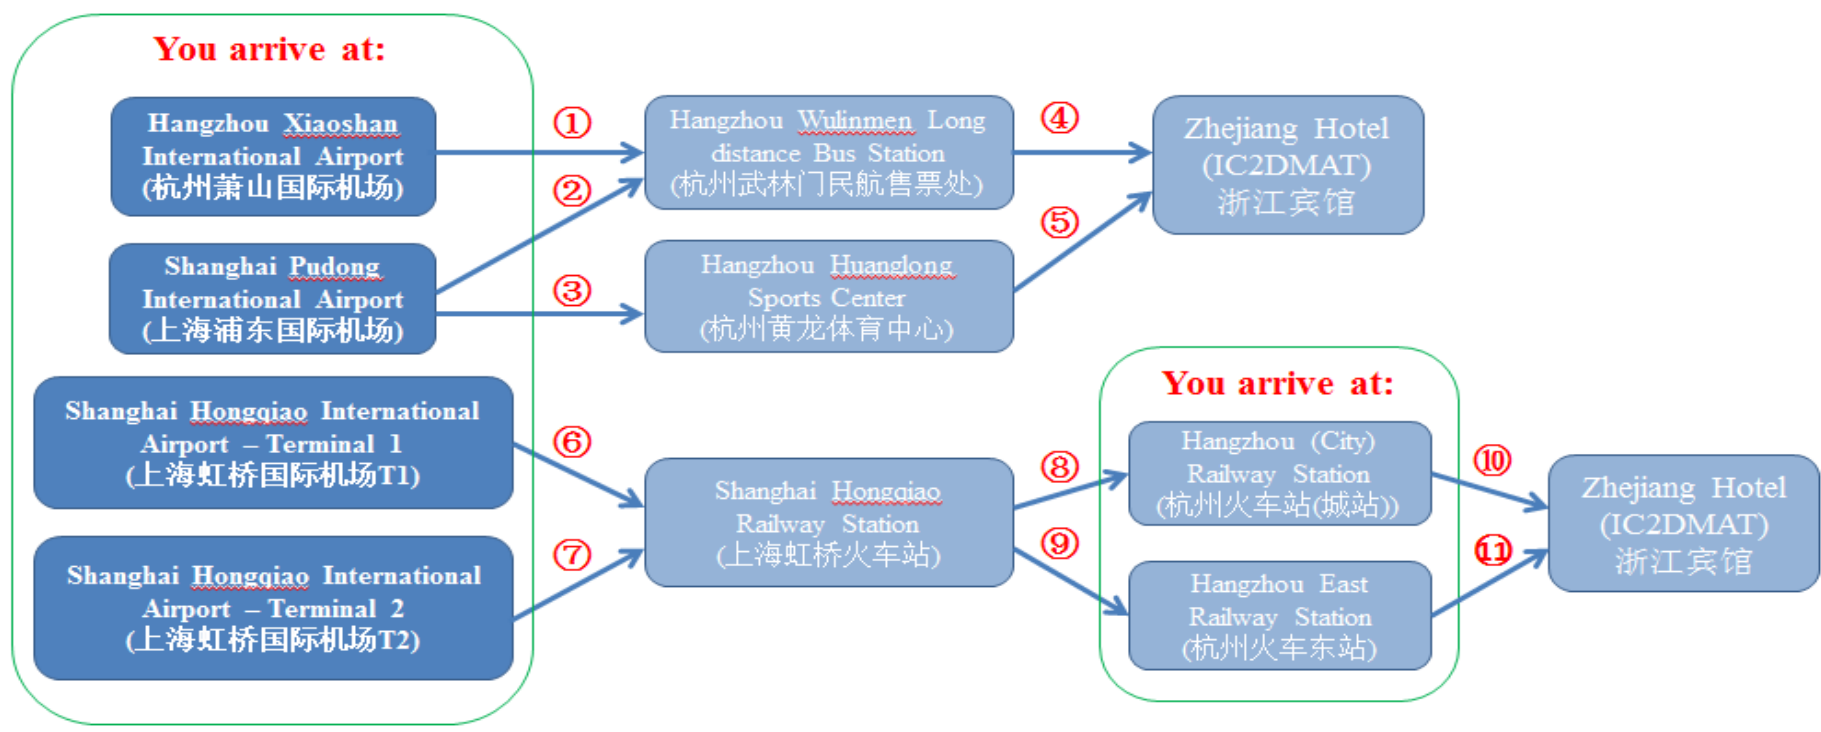 You arrive at:
Hangzhou Xiaoshan
International Airport
(杭州萧山国际机场)
①
Hangzhou Wulinmen Long
distance Bus Station
(杭州武林门民航售票处)
④
Zhejiang Hotel
(IC2DMAT)
浙江宾馆
②
Shanghai Pudong
International Airport
(上海浦东国际机场)
③
Hangzhou Huanglong
Sports Center
(杭州黄龙体育中心)
⑤
Shanghai Hongqiao International
Airport – Terminal 1
(上海虹桥国际机场T1)
⑥
Shanghai Hongqiao International
Airport – Terminal 2
(上海虹桥国际机场T2)
⑦
Shanghai Hongqiao
Railway Station
(上海虹桥火车站)
⑧
⑨
You arrive at:
Hangzhou (City)
Railway Station
(杭州火车站(城站))
⑩
Hangzhou East
Railway Station
(杭州火车东站)
⑪
Zhejiang Hotel
(IC2DMAT)
浙江宾馆